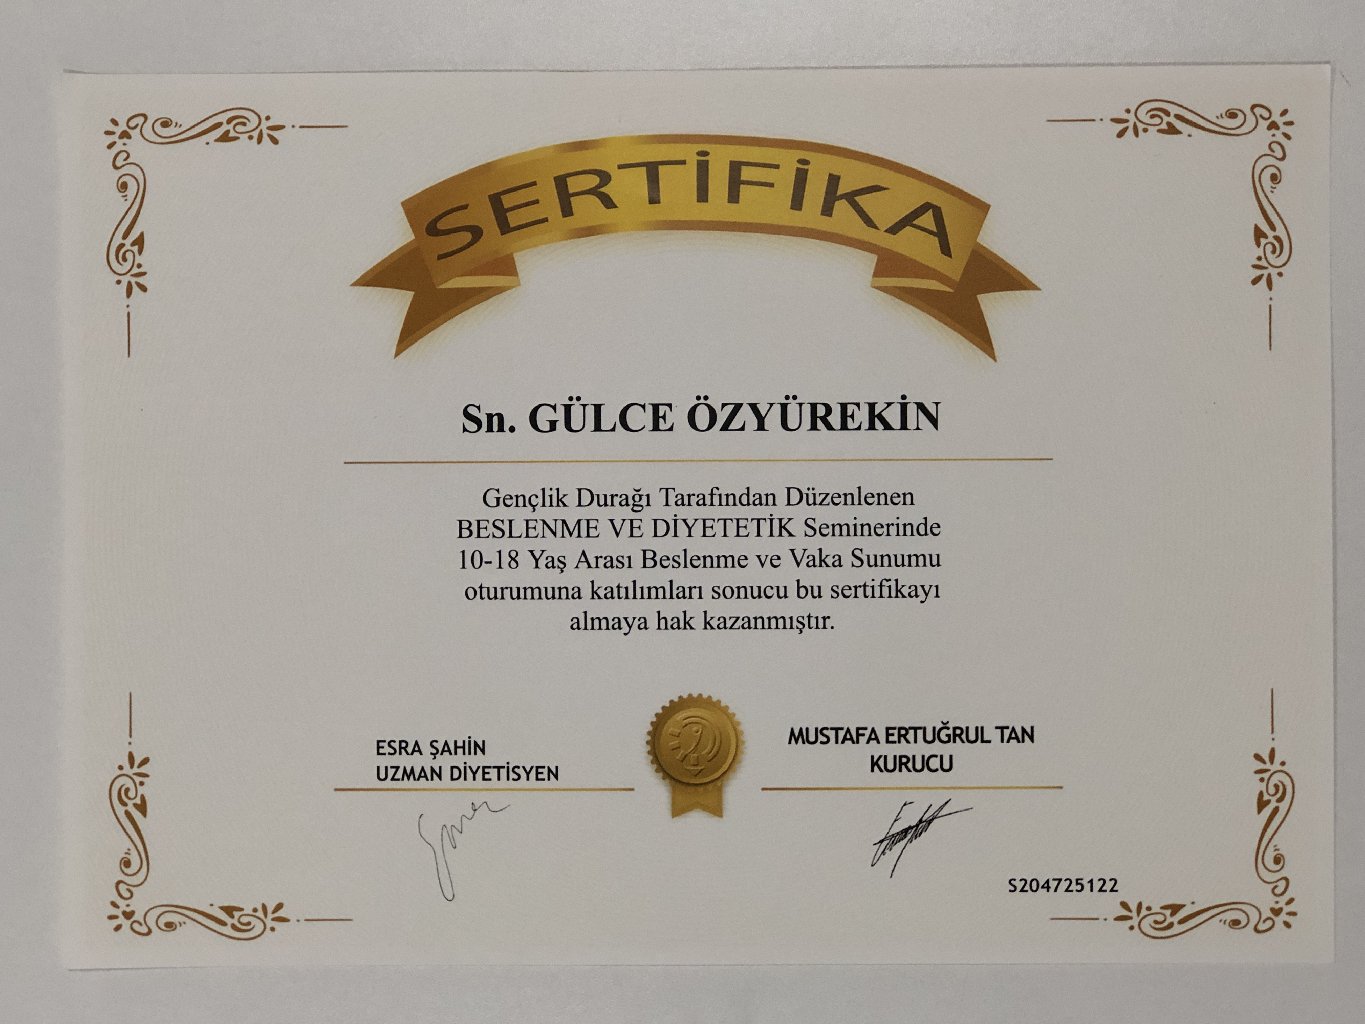 SERTİFİKA
Sn. GÜLCE ÖZYÜREKİN
Gençlik Durağı Tarafından Düzenlenen
BESLENME VE DİYETETİK Seminerinde
10-18 Yaş Arası Beslenme ve Vaka Sunumu
oturumuna katılımları sonucu bu sertifikayı
almaya hak kazanmıştır.
ESRA ŞAHİN
UZMAN DİYETİSYEN
MUSTAFA ERTUĞRUL TAN
KURUCU
S204725122